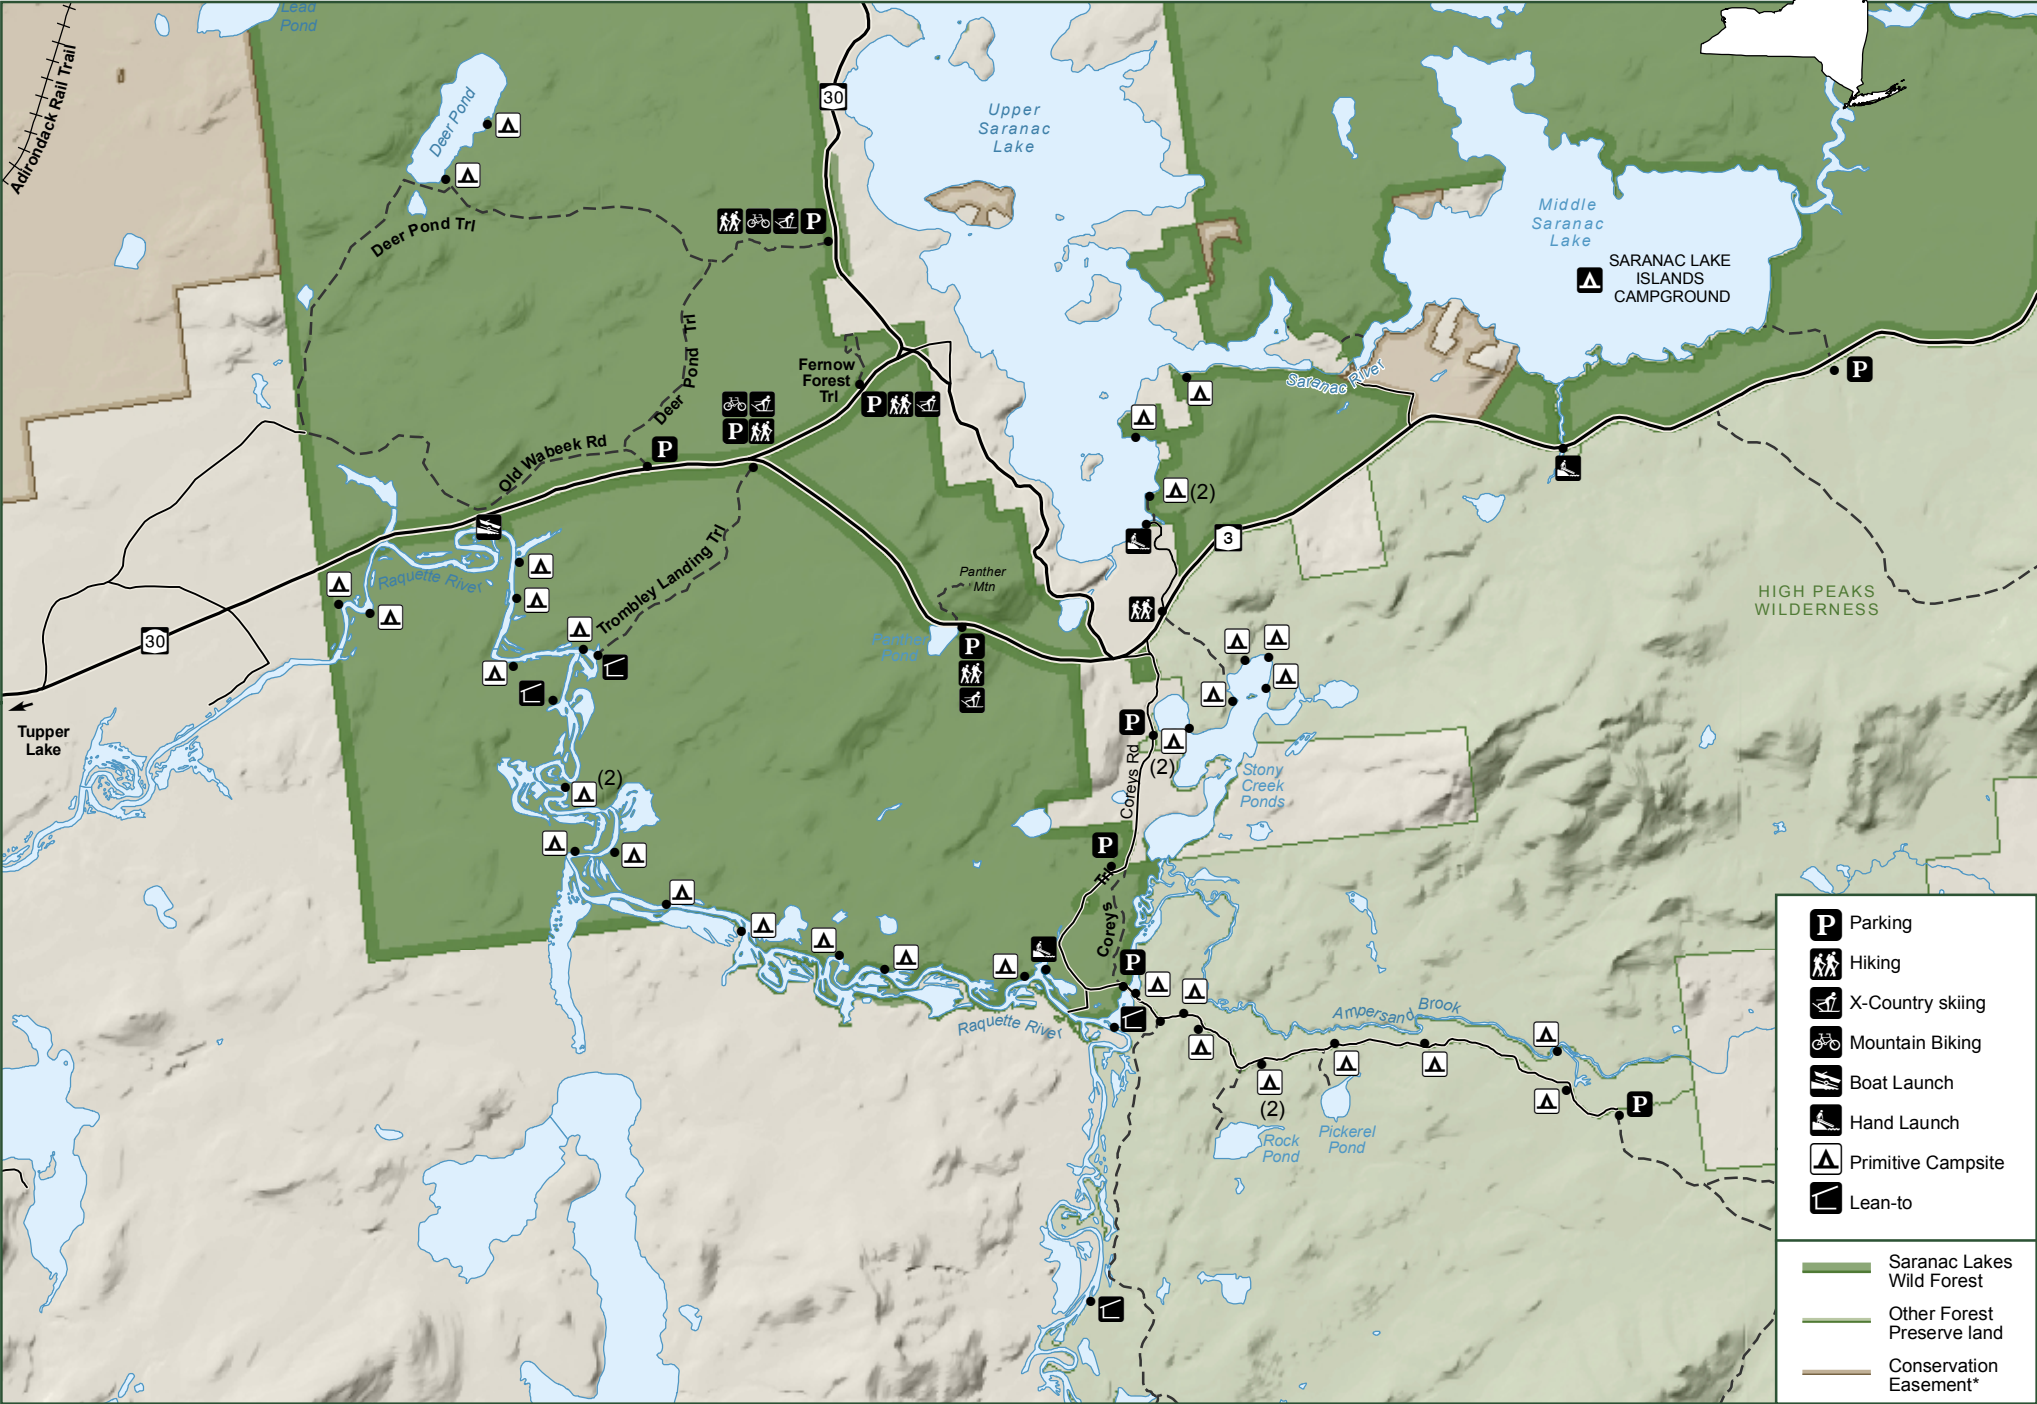 Lead
Pond
Adirondack Rail Trail
Deer Pond
Deer Pond Trl
30
Upper
Saranac
Lake
Middle
Saranac
Lake
SARANAC LAKE
ISLANDS
CAMPGROUND
P
Fernow
Forest
Trl
P
Deer Pond Trl
P
P
Old Wabeek Rd
Saranac River
P
(2)
3
Raquette River
Trombley Landing Trl
Panther
Mtn
Panther
Pond
P
HIGH PEAKS
WILDERNESS
30
Tupper
Lake
P
(2)
Coreys Rd
Stony
Creek
Ponds
(2)
P
Coreys Trl
P
Raquette River
Ampersand Brook
(2)
Rock
Pond
Pickerel
Pond
P
P Parking
Hiking
X-Country skiing
Mountain Biking
Boat Launch
Hand Launch
Primitive Campsite
Lean-to
Saranac Lakes
Wild Forest
Other Forest
Preserve land
Conservation
Easement*